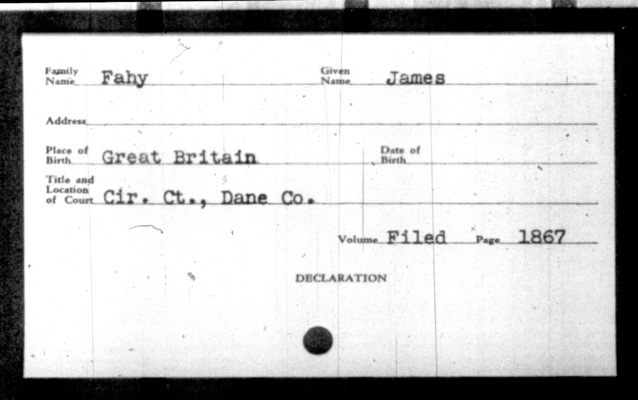 Family Name Fahy Given Name James
Address
Place of Birth Great Britain Date of Birth
Title and Location of Court Cir. Ct., Dane Co.
Volume Filed Page 1867
DECLARATION